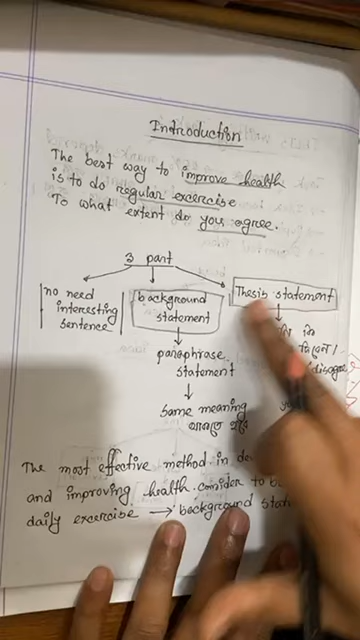 Introduction
The best way to improve health
is to do regular exercise
To what extent do you agree.
3 part
no need
interesting
sentence
background
statement
Thesis statement
paraphrase
statement
same meaning
disagree
The most effective method in
and improving health consider to
daily excercise → background